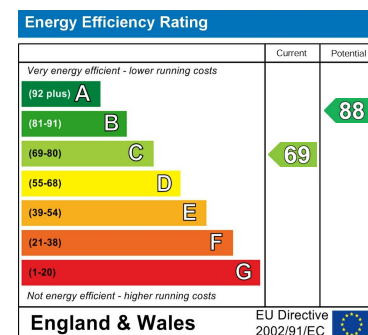 Energy Efficiency Rating
Current Potential
Very energy efficient - lower running costs
(92 plus) A
(81-91) B
88
(69-80) C
69
(55-68) D
(39-54) E
(21-38) F
(1-20) G
Not energy efficient - higher running costs
England & Wales
EU Directive
2002/91/EC